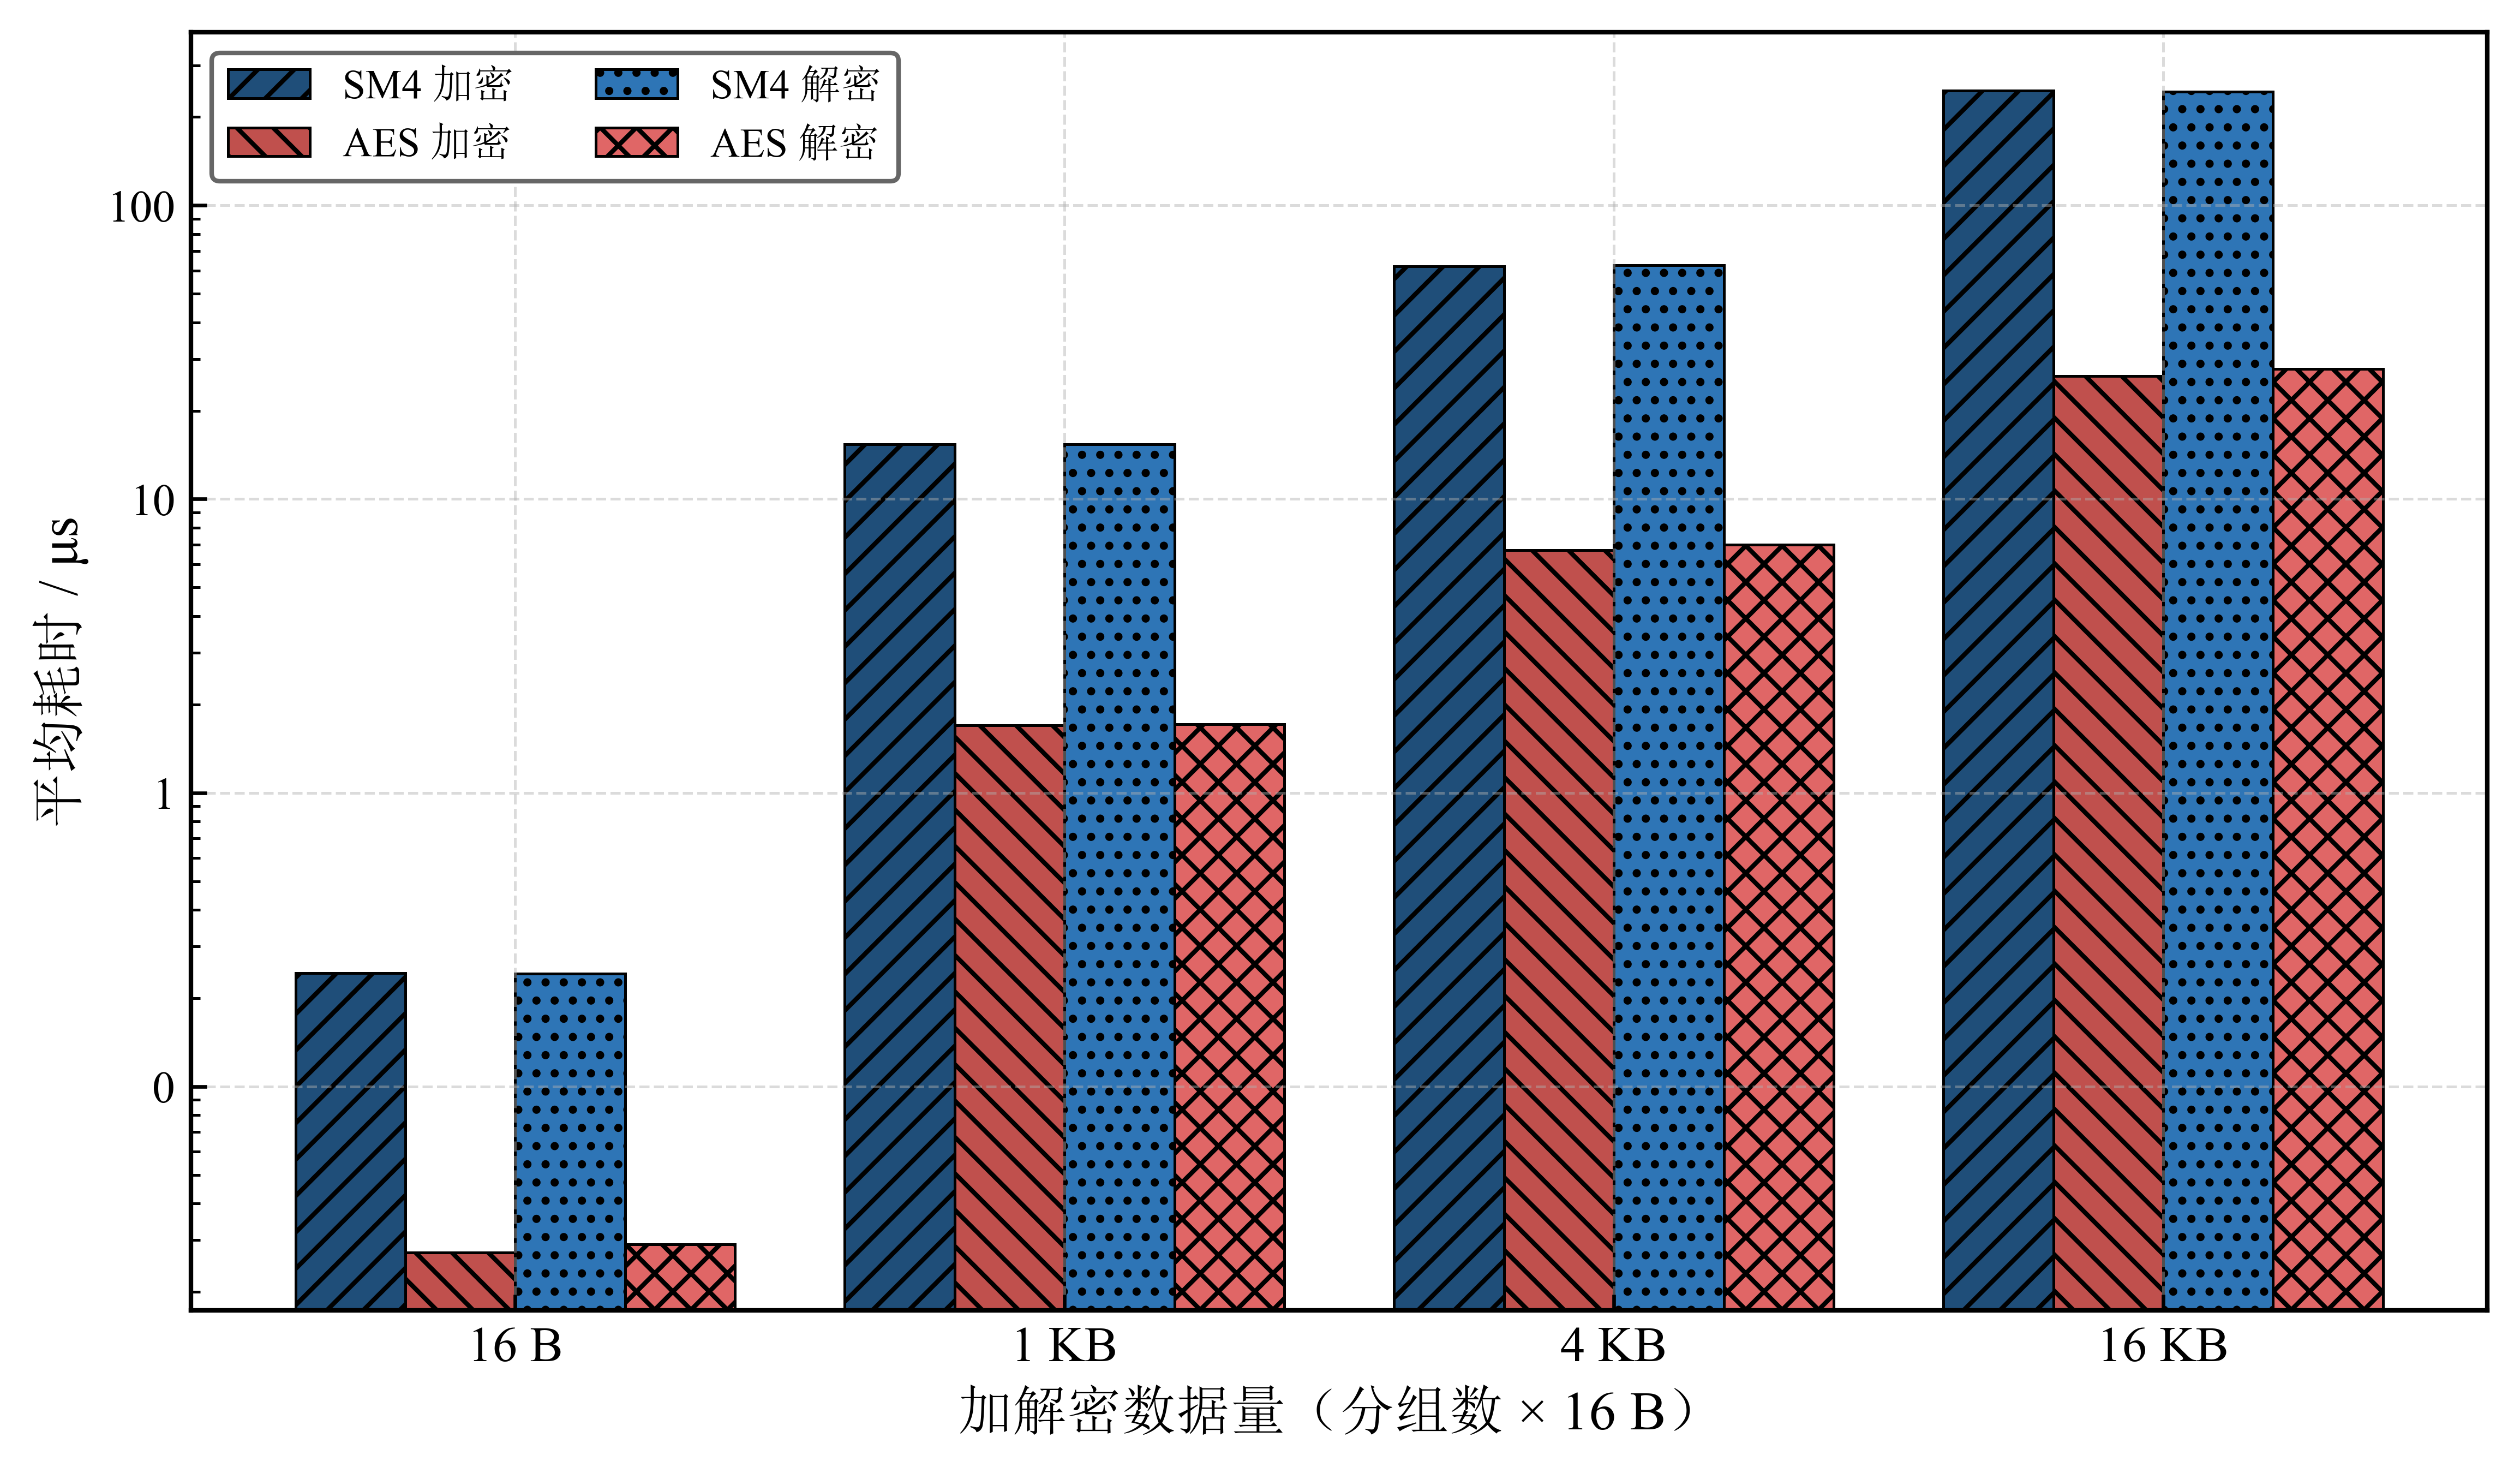 SM4 加密
SM4 解密
AES 加密
AES 解密
100
10
1
0
平均耗时 / μs
16 B
1 KB
4 KB
16 KB
加解密数据量（分组数 × 16 B）